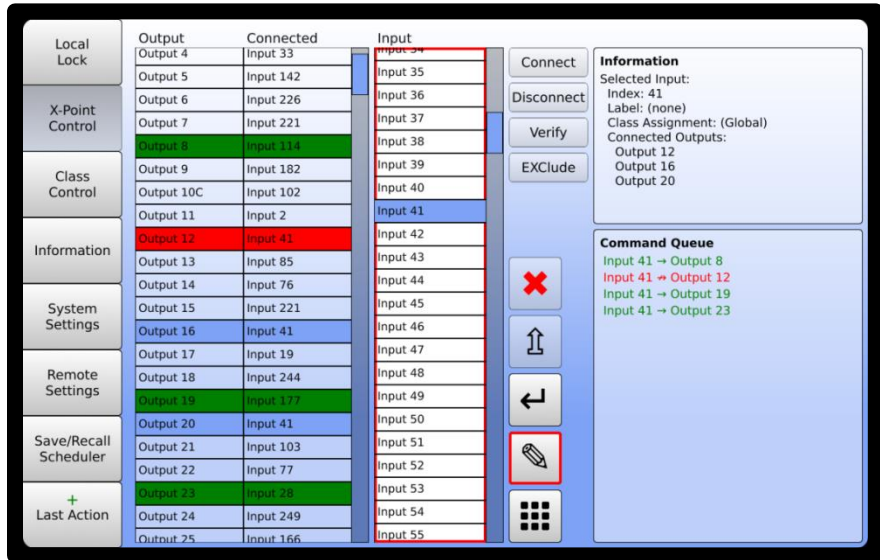 Local
Lock
X-Point
Control
Class
Control
Information
System
Settings
Remote
Settings
Save/Recall
Scheduler
+
Last Action
Output Connected
Output 4 Input 33
Output 5 Input 142
Output 6 Input 226
Output 7 Input 221
Output 8 Input 114
Output 9 Input 182
Output 10C Input 102
Output 11 Input 2
Output 12 Input 41
Output 13 Input 85
Output 14 Input 76
Output 15 Input 221
Output 16 Input 41
Output 17 Input 19
Output 18 Input 244
Output 19 Input 177
Output 20 Input 41
Output 21 Input 103
Output 22 Input 77
Output 23 Input 28
Output 24 Input 249
Output 25 Input 166
Input
Input 34
Input 35
Input 36
Input 37
Input 38
Input 39
Input 40
Input 41
Input 42
Input 43
Input 44
Input 45
Input 46
Input 47
Input 48
Input 49
Input 50
Input 51
Input 52
Input 53
Input 54
Input 55
Connect
Disconnect
Verify
EXClude
Information
Selected Input:
Index: 41
Label: (none)
Class Assignment: (Global)
Connected Outputs:
Output 12
Output 16
Output 20
Command Queue
Input 41 → Output 8
Input 41 ↛ Output 12
Input 41 → Output 19
Input 41 → Output 23